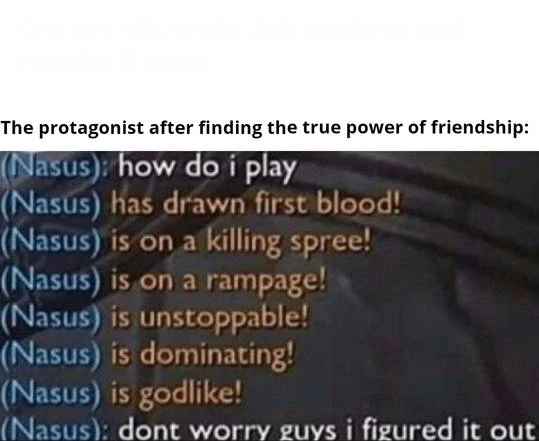 The protagonist after finding the true power of friendship:
(Nasus): how do i play
(Nasus) has drawn first blood!
(Nasus) is on a killing spree!
(Nasus) is on a rampage!
(Nasus) is unstoppable!
(Nasus) is dominating!
(Nasus) is godlike!
(Nasus): dont worry guys i figured it out